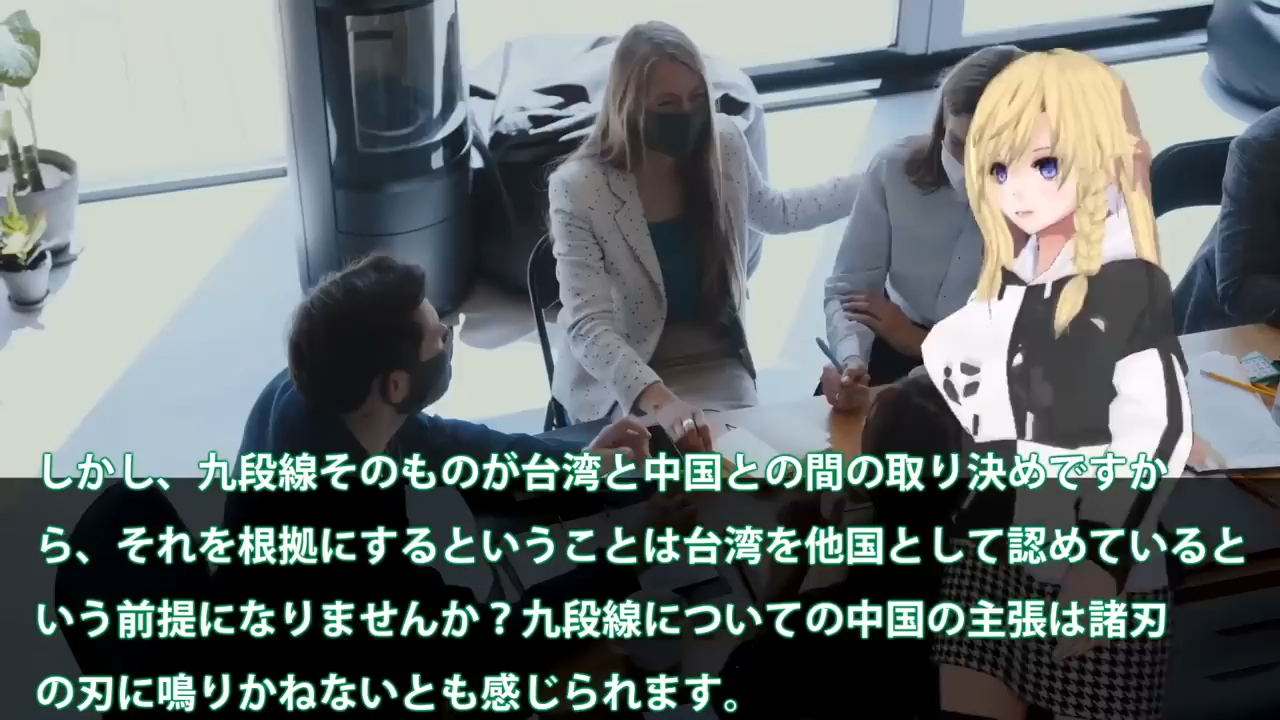 しかし、九段線そのものが台湾と中国との間の取り決めですか
ら、それを根拠にするということは台湾を他国として認めていると
いう前提になりませんか？九段線についての中国の主張は諸刃
の刃に鳴りかねないとも感じられます。